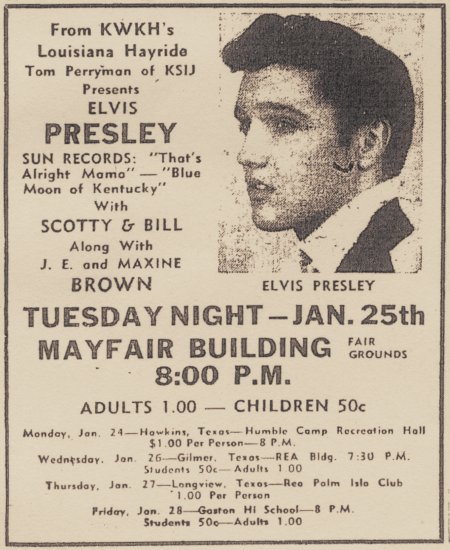 From KWKH's
Louisiana Hayride
Tom Perryman of KSIJ
Presents
ELVIS
PRESLEY
SUN RECORDS: "That's
Alright Mama" — "Blue
Moon of Kentucky"
With
SCOTTY & BILL
Along With
J. E. and MAXINE
BROWN
ELVIS PRESLEY
TUESDAY NIGHT — JAN. 25th
MAYFAIR BUILDING FAIR GROUNDS
8:00 P.M.
ADULTS 1.00 — CHILDREN 50c
Monday, Jan. 24—Hawkins, Texas—Humble Camp Recreation Hall
$1.00 Per Person—8 P.M.
Wednesday, Jan. 26—Gilmer, Texas—REA Bldg. 7:30 P.M.
Students 50c—Adults 1.00
Thursday, Jan. 27—Longview, Texas—Reo Palm Isle Club
1.00 Per Person
Friday, Jan. 28—Gaston Hi School—8 P.M.
Students 50c—Adults 1.00